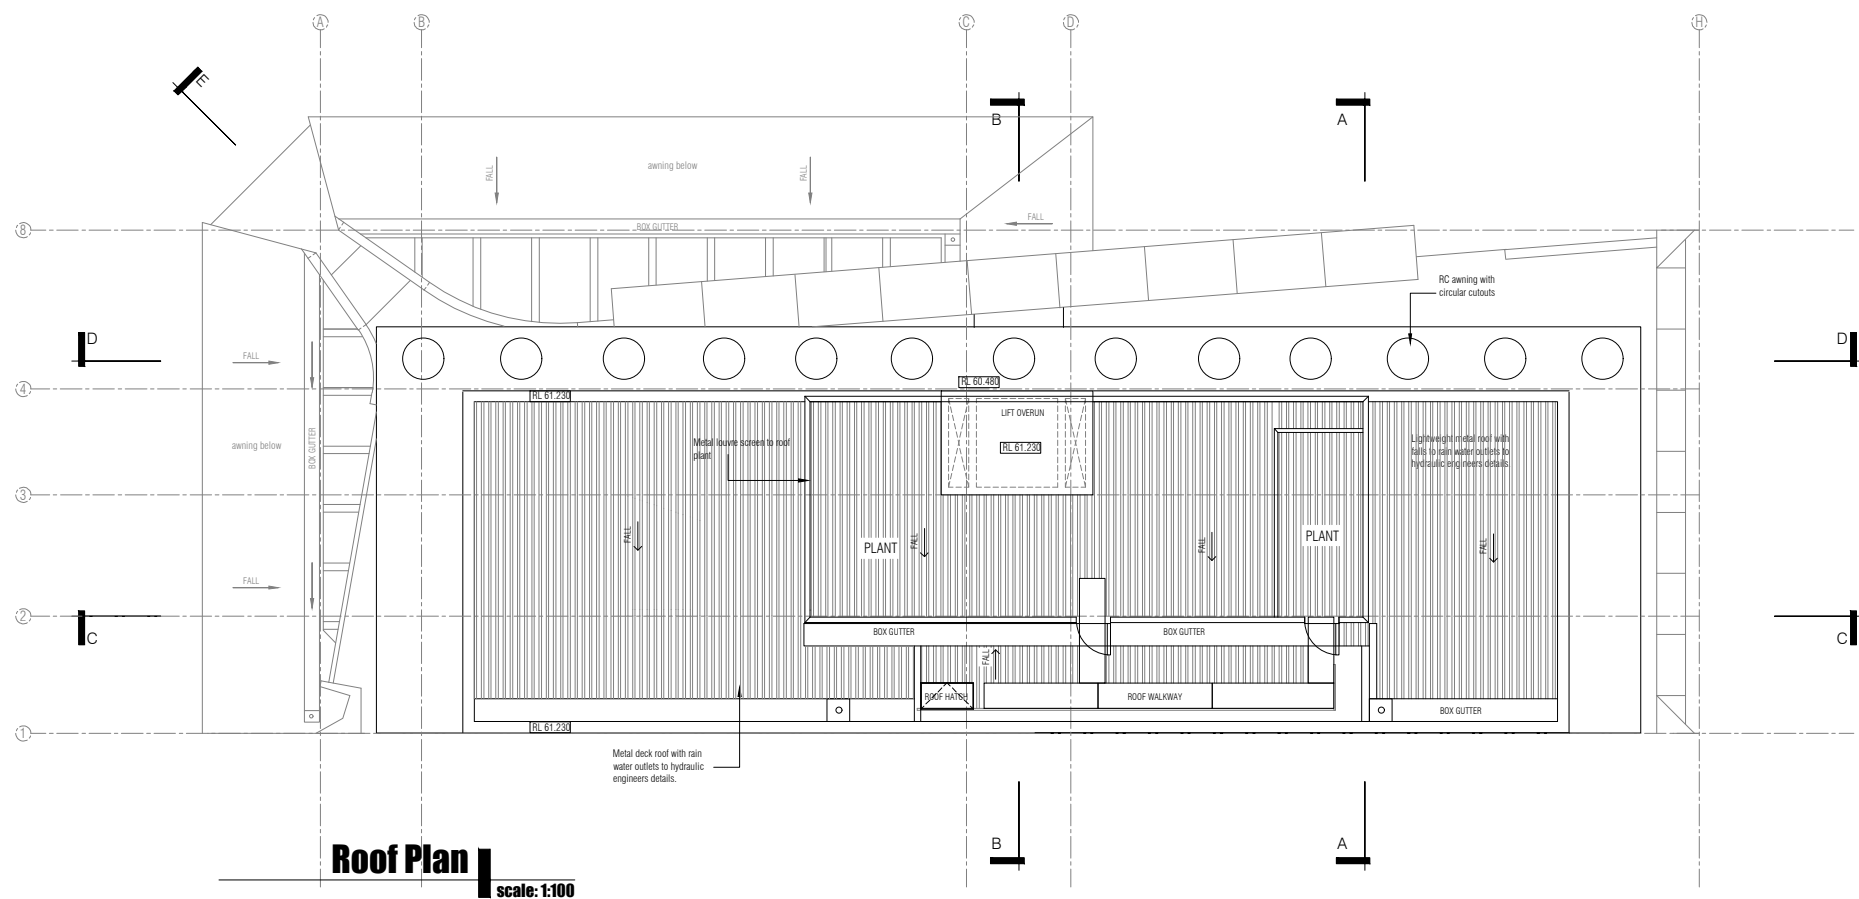 A
B
C
D
H
E
B
A
FALL
awning below
FALL
BOX GUTTER
FALL
8
RC awning with
circular cutouts
D
D
FALL
4
RL 60.480
RL 61.230
LIFT OVERUN
RL 61.230
Metal louvre screen to roof
plant
Lightweight metal roof with
falls to rain water outlets to
hydraulic engineers details
awning below
BOX GUTTER
3
FALL
PLANT
FALL
FALL
PLANT
FALL
FALL
2
C
C
BOX GUTTER
BOX GUTTER
FALL
ROOF HATCH
ROOF WALKWAY
BOX GUTTER
1
RL 61.230
Metal deck roof with rain
water outlets to hydraulic
engineers details.
B
A
Roof Plan
scale: 1:100